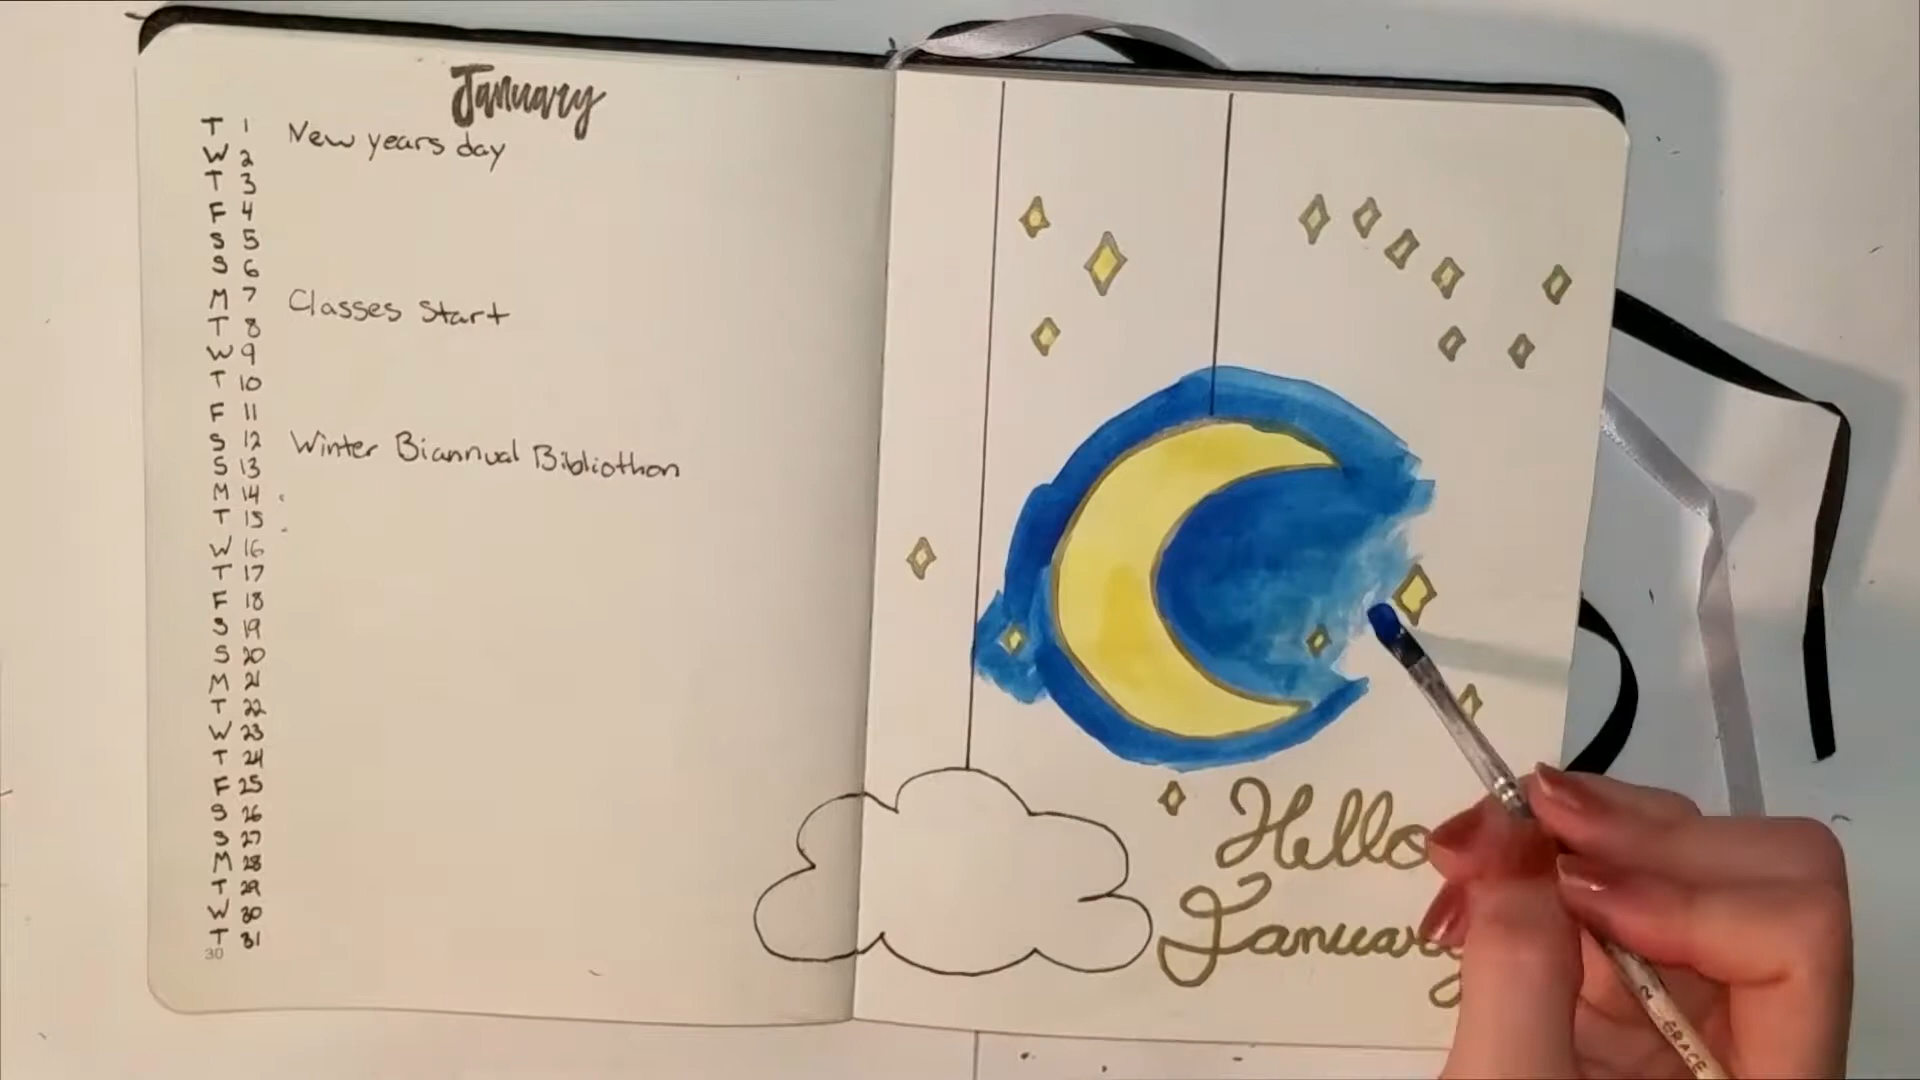 January
T 1 New years day
W 2
T 3
F 4
S 5
S 6
M 7 Classes Start
T 8
W 9
T 10
F 11
S 12 Winter Biannual Bibliothon
S 13
M 14
T 15
W 16
T 17
F 18
S 19
S 20
M 21
T 22
W 23
T 24
F 25
S 26
S 27
M 28
T 29
W 30
T 31
30
Hello
January
2 GRACE